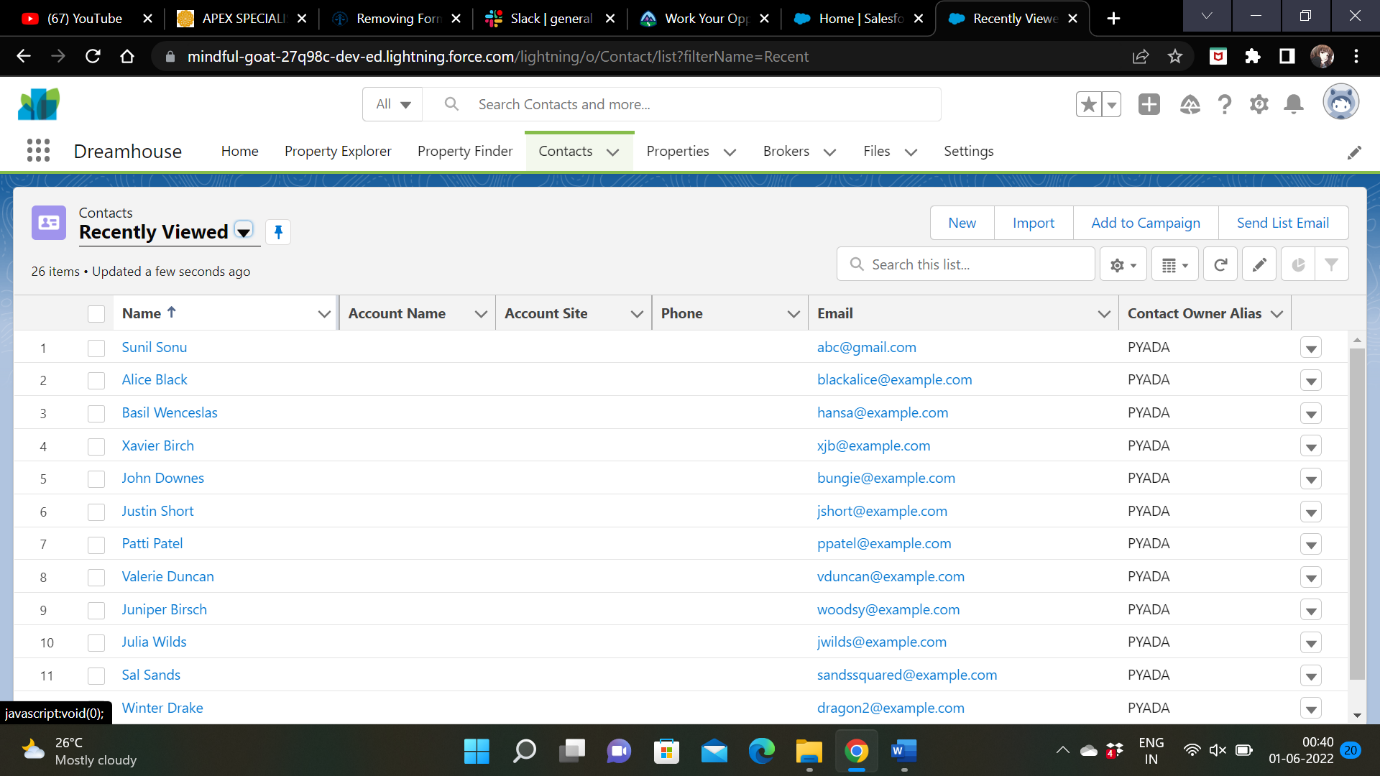 (67) YouTube
APEX SPECIALI
Removing Form
Slack | general
Work Your Opp
Home | Salesfo
Recently Viewe
mindful-goat-27q98c-dev-ed.lightning.force.com/lightning/o/Contact/list?filterName=Recent
All
Search Contacts and more...
Dreamhouse
Home
Property Explorer
Property Finder
Contacts
Properties
Brokers
Files
Settings
Contacts
Recently Viewed
New
Import
Add to Campaign
Send List Email
26 items • Updated a few seconds ago
Search this list...
Name
Account Name
Account Site
Phone
Email
Contact Owner Alias
1 Sunil Sonu abc@gmail.com PYADA
2 Alice Black blackalice@example.com PYADA
3 Basil Wenceslas hansa@example.com PYADA
4 Xavier Birch xjb@example.com PYADA
5 John Downes bungie@example.com PYADA
6 Justin Short jshort@example.com PYADA
7 Patti Patel ppatel@example.com PYADA
8 Valerie Duncan vduncan@example.com PYADA
9 Juniper Birsch woodsy@example.com PYADA
10 Julia Wilds jwilds@example.com PYADA
11 Sal Sands sandssquared@example.com PYADA
Winter Drake dragon2@example.com PYADA
javascript:void(0);
26°C
Mostly cloudy
4
ENG
IN
00:40
01-06-2022
20